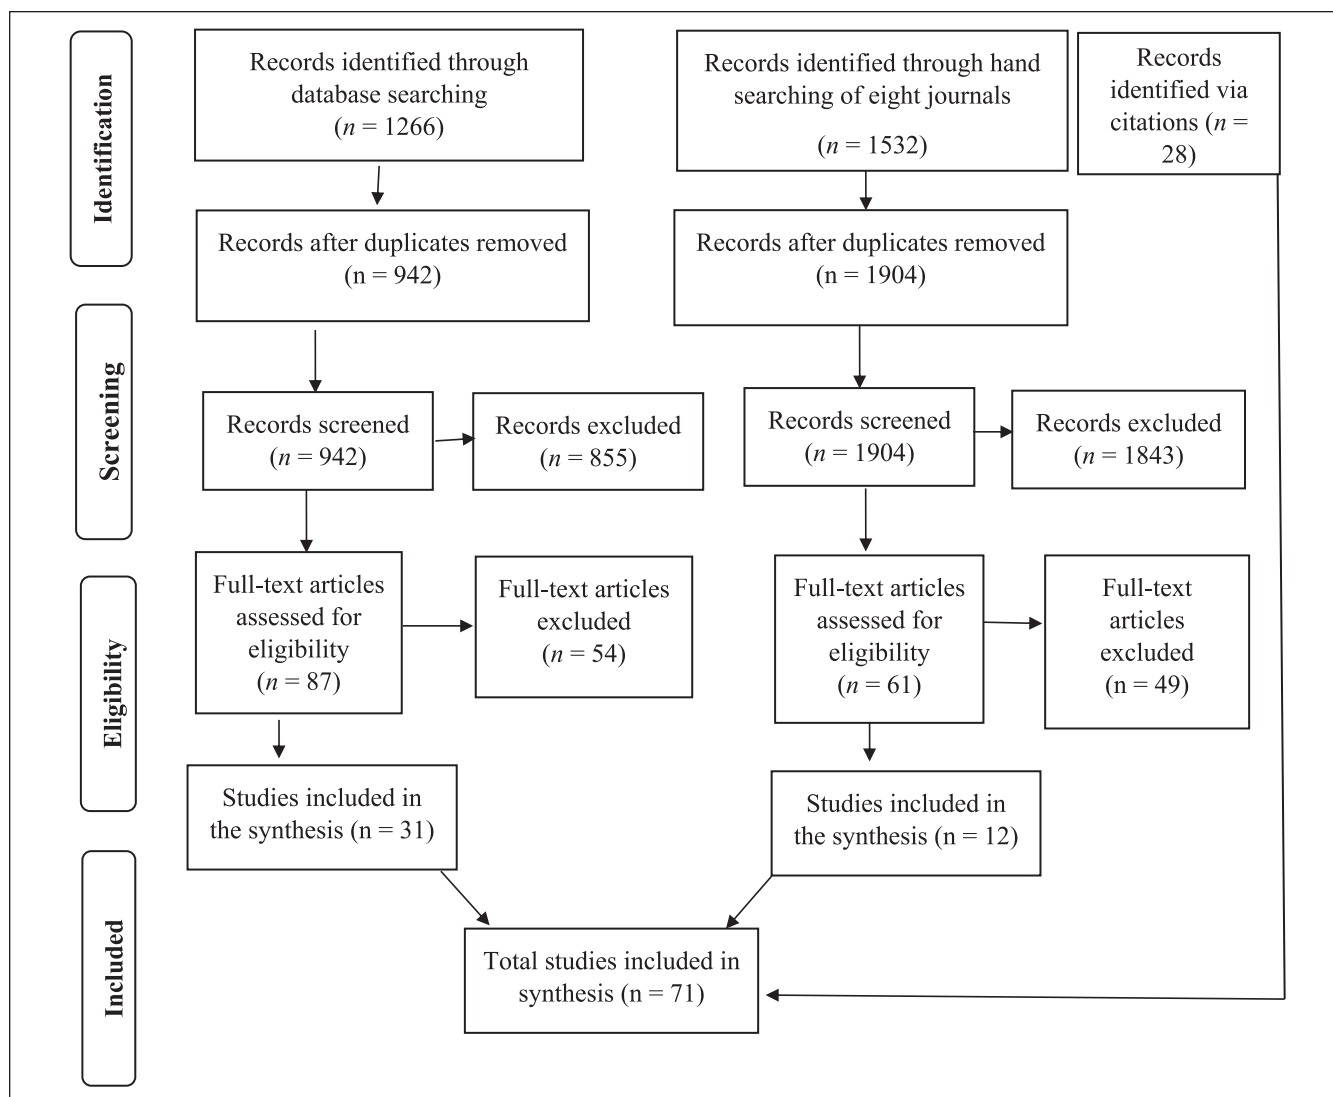 Identification
Records identified through
database searching
(n = 1266)
Records identified through hand
searching of eight journals
(n = 1532)
Records
identified via
citations (n =
28)
Records after duplicates removed
(n = 942)
Records after duplicates removed
(n = 1904)
Screening
Records screened
(n = 942)
Records excluded
(n = 855)
Records screened
(n = 1904)
Records excluded
(n = 1843)
Eligibility
Full-text articles
assessed for
eligibility
(n = 87)
Full-text articles
excluded
(n = 54)
Full-text articles
assessed for
eligibility
(n = 61)
Full-text
articles
excluded
(n = 49)
Studies included in
the synthesis (n = 31)
Studies included in
the synthesis (n = 12)
Included
Total studies included in
synthesis (n = 71)